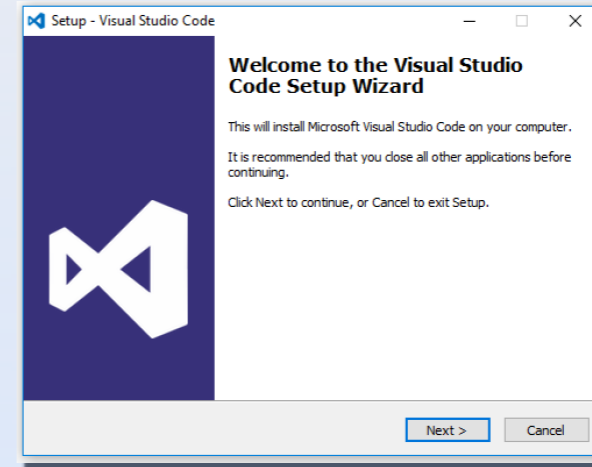 Setup - Visual Studio Code
Welcome to the Visual Studio
Code Setup Wizard
This will install Microsoft Visual Studio Code on your computer.
It is recommended that you close all other applications before
continuing.
Click Next to continue, or Cancel to exit Setup.
Next >
Cancel